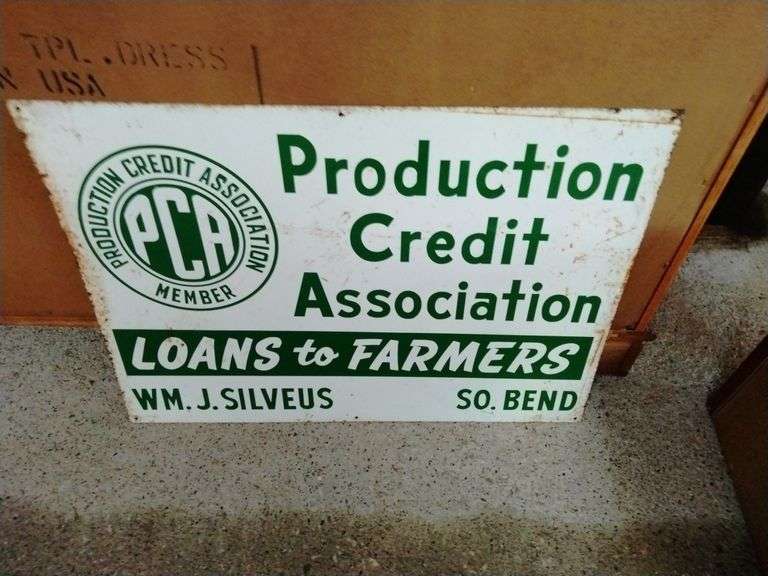 TPL. DRESS
USA
PRODUCTION CREDIT ASSOCIATION
PCA
MEMBER
Production
Credit
Association
LOANS to FARMERS
WM. J. SILVEUS SO. BEND